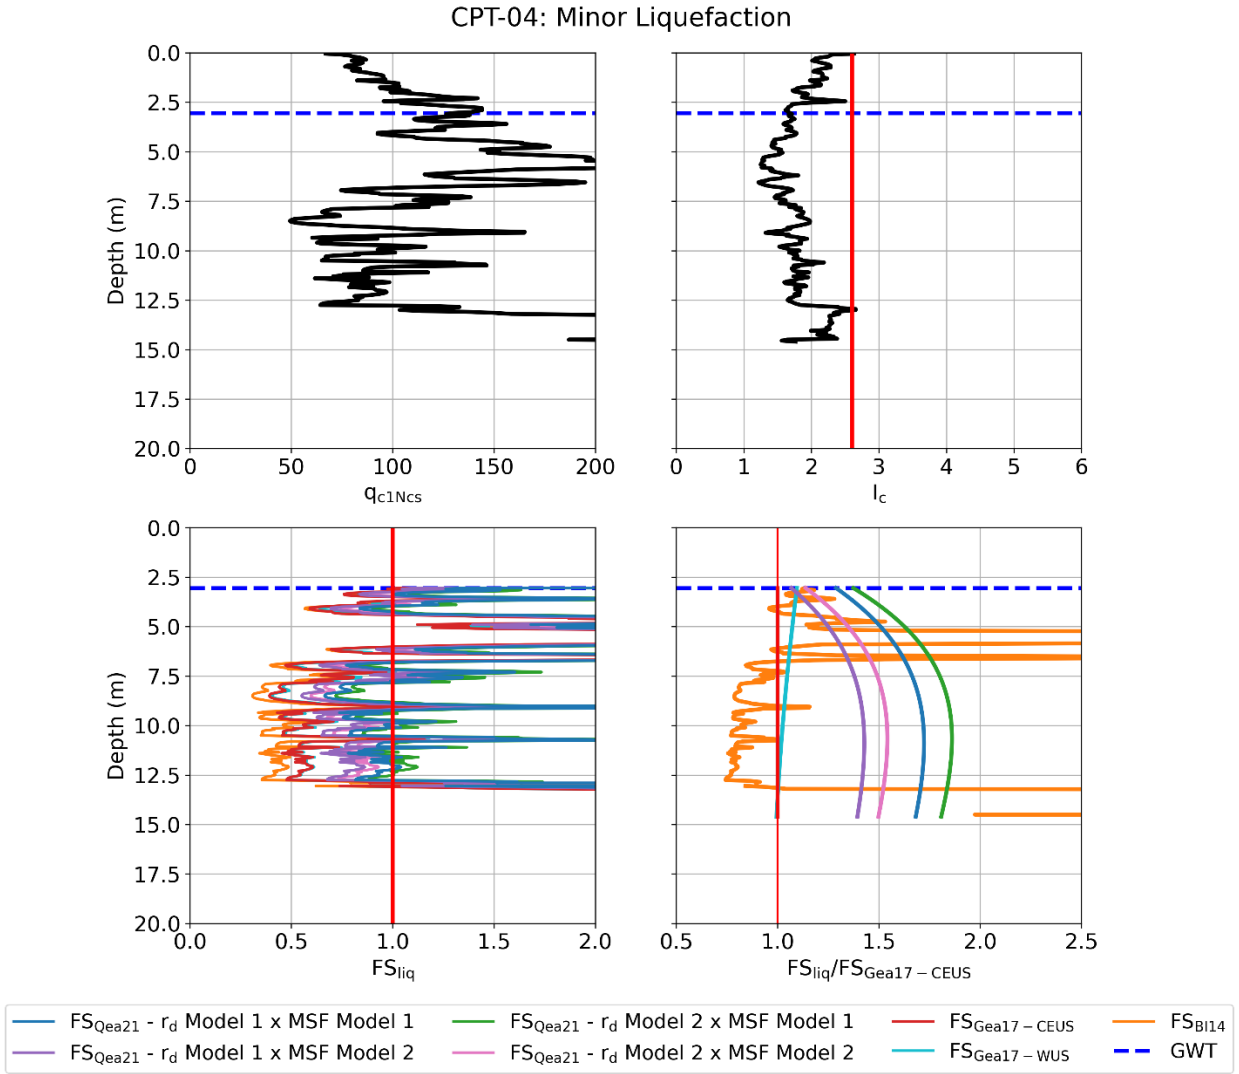 CPT-04: Minor Liquefaction
0.0
2.5
5.0
7.5
10.0
12.5
15.0
17.5
20.0
Depth (m)
0 50 100 150 200
qc1Ncs
0 1 2 3 4 5 6
Ic
0.0
2.5
5.0
7.5
10.0
12.5
15.0
17.5
20.0
Depth (m)
0.0 0.5 1.0 1.5 2.0
FSliq
0.5 1.0 1.5 2.0 2.5
FSliq/FSGea17−CEUS
FSQea21 - rd Model 1 x MSF Model 1
FSQea21 - rd Model 1 x MSF Model 2
FSQea21 - rd Model 2 x MSF Model 1
FSQea21 - rd Model 2 x MSF Model 2
FSGea17−CEUS
FSGea17−WUS
FSBI14
GWT